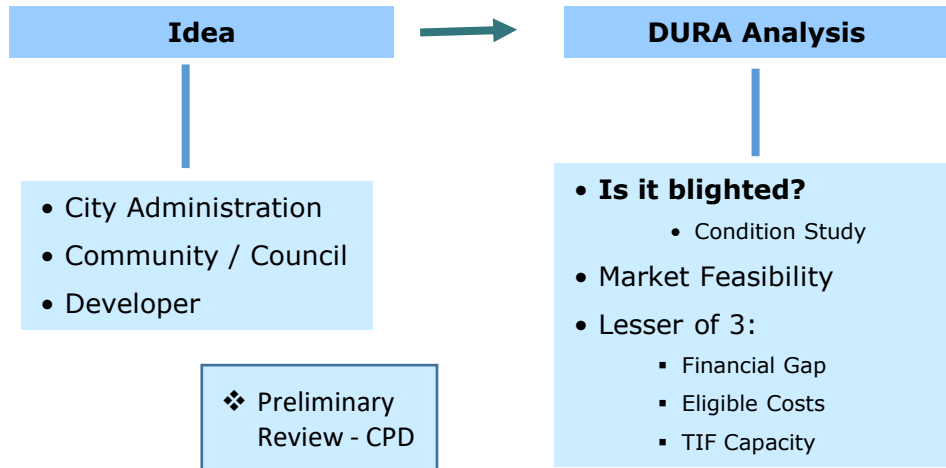 Idea
DURA Analysis
• City Administration
• Community / Council
• Developer
❖ Preliminary
Review - CPD
• Is it blighted?
• Condition Study
• Market Feasibility
• Lesser of 3:
▪ Financial Gap
▪ Eligible Costs
▪ TIF Capacity